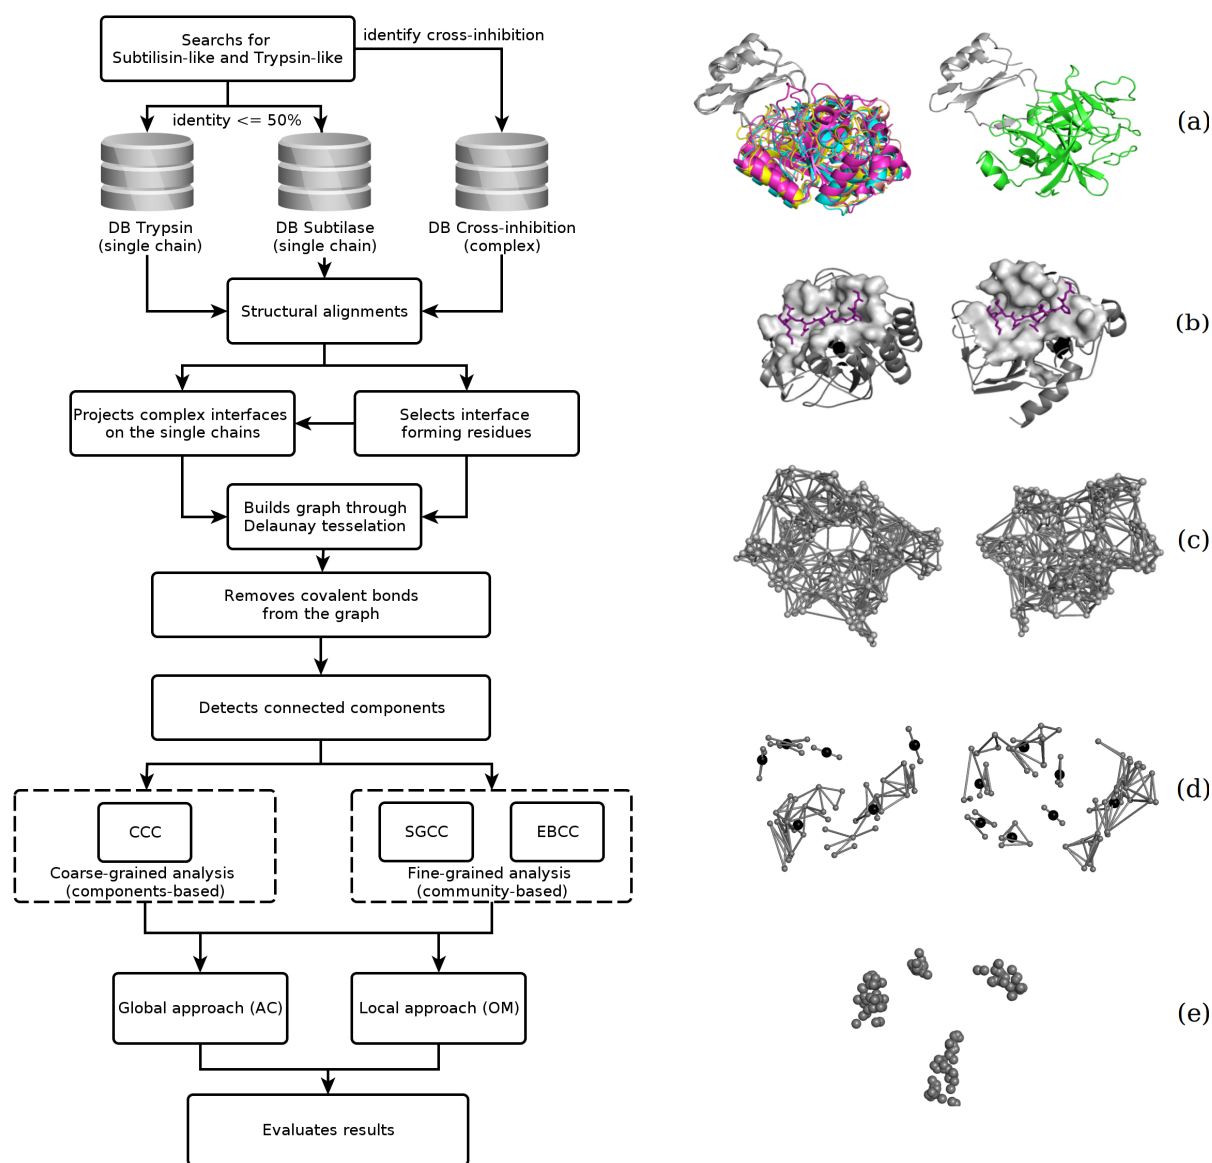 Searchs for
Subtilisin-like and Trypsin-like
identify cross-inhibition
identity <= 50%
DB Trypsin
(single chain)
DB Subtilase
(single chain)
DB Cross-inhibition
(complex)
Structural alignments
Projects complex interfaces
on the single chains
Selects interface
forming residues
Builds graph through
Delaunay tesselation
Removes covalent bonds
from the graph
Detects connected components
CCC
Coarse-grained analysis
(components-based)
SGCC
EBCC
Fine-grained analysis
(community-based)
Global approach (AC)
Local approach (OM)
Evaluates results
(a)
(b)
(c)
(d)
(e)